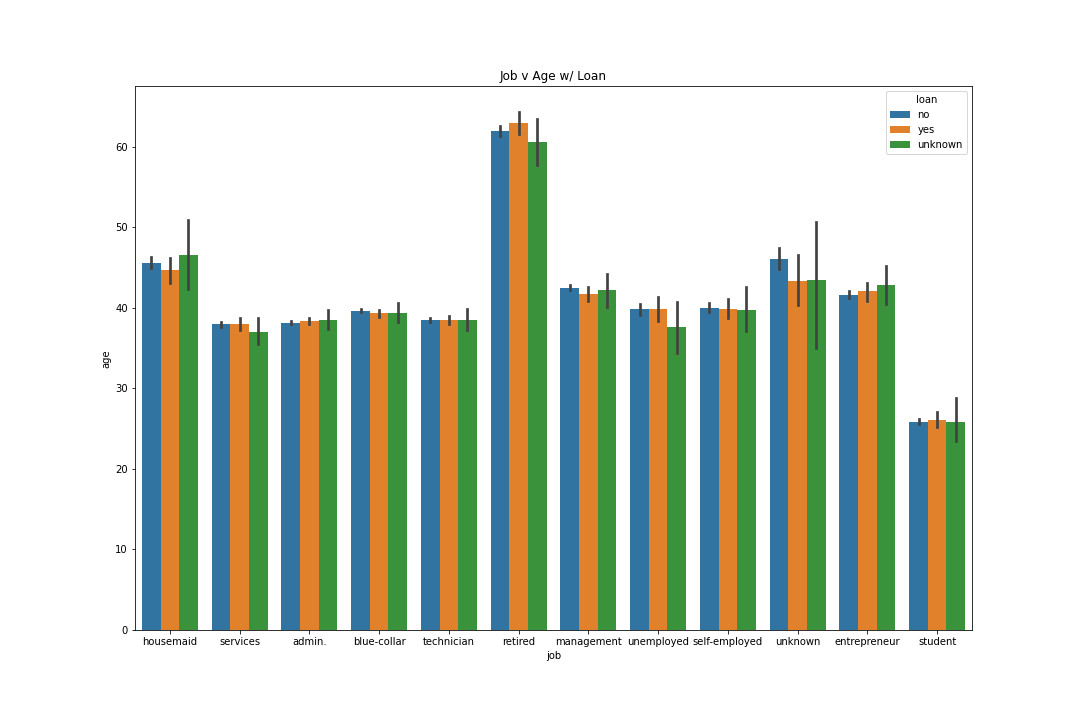 Job v Age w/ Loan
loan
no
yes
unknown
60
50
40
30
20
10
0
age
housemaid services admin. blue-collar technician retired management unemployed self-employed unknown entrepreneur student
job